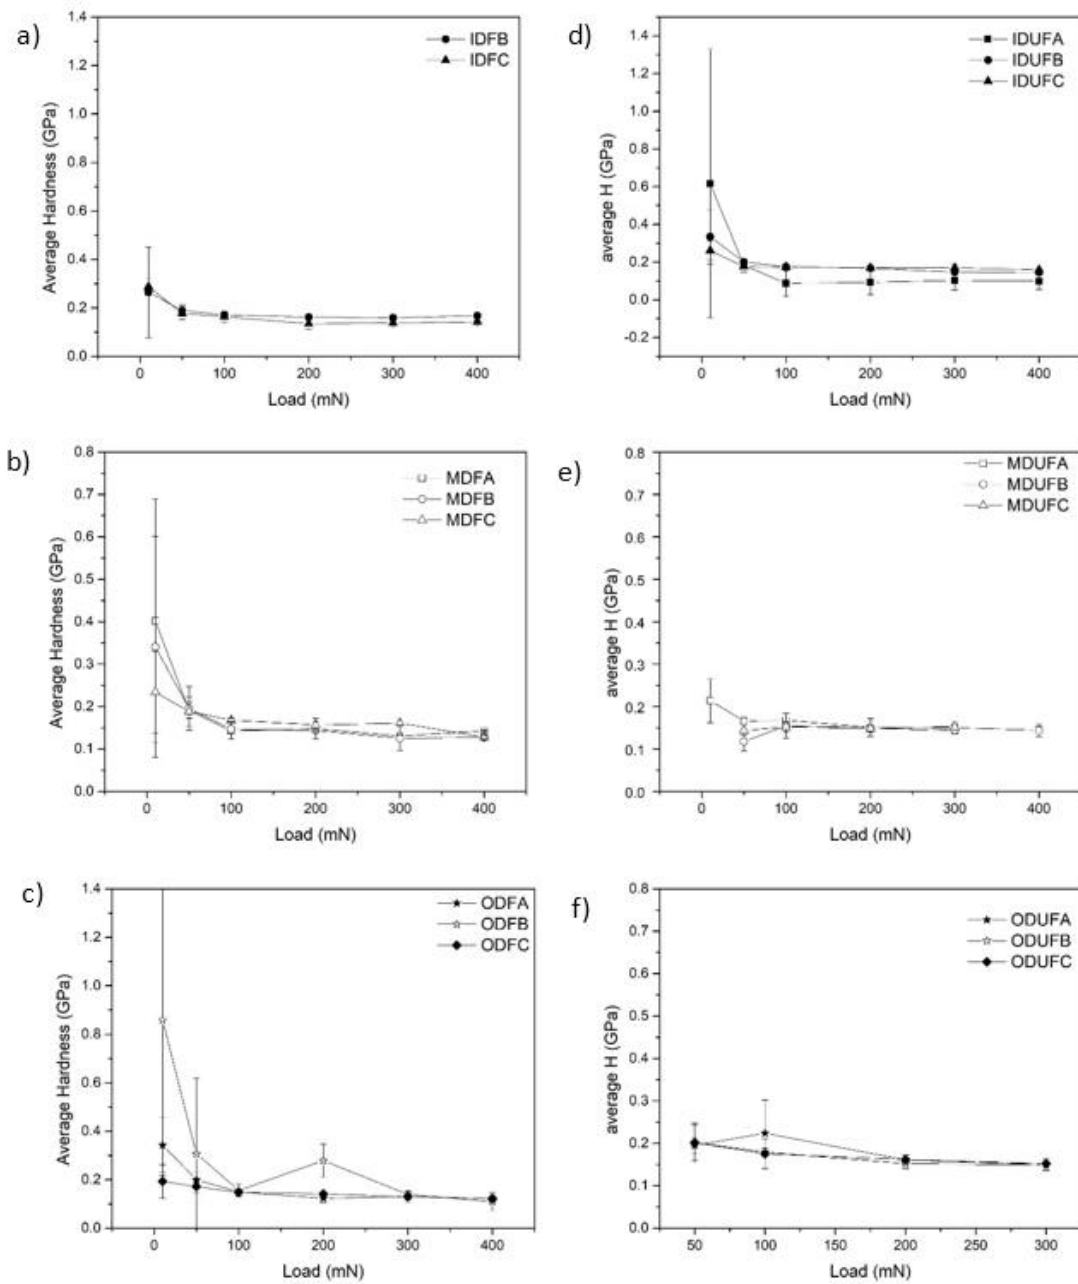 a)
1.4
1.2
1.0
0.8
0.6
0.4
0.2
0.0
Average Hardness (GPa)
IDFB
IDFC
0 100 200 300 400
Load (mN)
d)
1.4
1.2
1.0
0.8
0.6
0.4
0.2
0.0
-0.2
average H (GPa)
IDUFA
IDUFB
IDUFC
0 100 200 300 400
Load (mN)
b)
0.8
0.7
0.6
0.5
0.4
0.3
0.2
0.1
0.0
Average Hardness (GPa)
MDFA
MDFB
MDFC
0 100 200 300 400
Load (mN)
e)
0.8
0.7
0.6
0.5
0.4
0.3
0.2
0.1
0.0
average H (GPa)
MDUFA
MDUFB
MDUFC
0 100 200 300 400
Load (mN)
c)
1.4
1.2
1.0
0.8
0.6
0.4
0.2
0.0
Average Hardness (GPa)
ODFA
ODFB
ODFC
0 100 200 300 400
Load (mN)
f)
0.8
0.7
0.6
0.5
0.4
0.3
0.2
0.1
0.0
average H (GPa)
ODUFA
ODUFB
ODUFC
50 100 150 200 250 300
Load (mN)